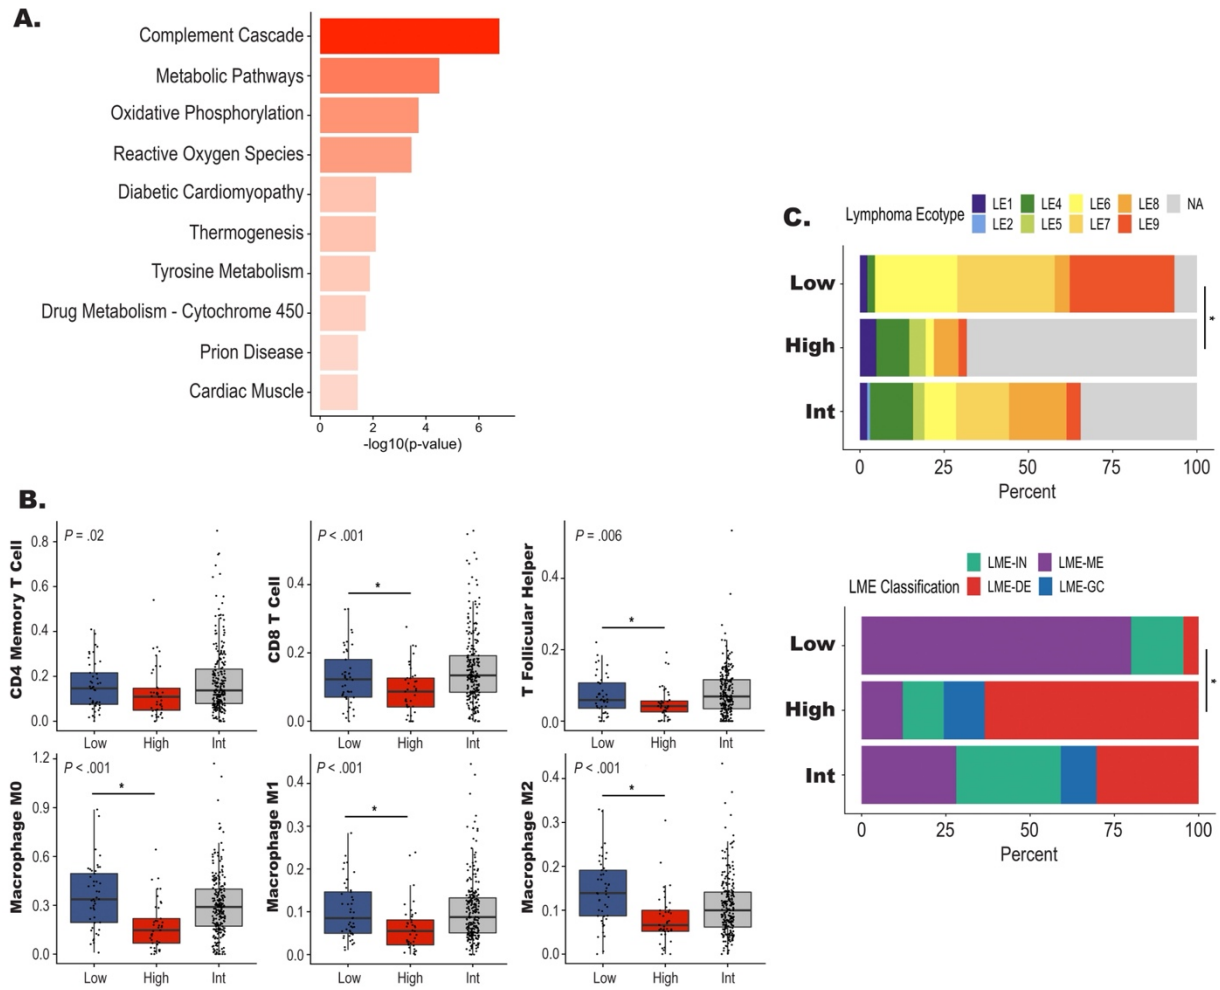 A.
Complement Cascade
Metabolic Pathways
Oxidative Phosphorylation
Reactive Oxygen Species
Diabetic Cardiomyopathy
Thermogenesis
Tyrosine Metabolism
Drug Metabolism - Cytochrome 450
Prion Disease
Cardiac Muscle
0 2 4 6
-log10(p-value)
B.
CD4 Memory T Cell
P = .02
0.8
0.6
0.4
0.2
0.0
Low High Int
CD8 T Cell
P < .001
*
0.4
0.2
0.0
Low High Int
T Follicular Helper
P = .006
*
0.4
0.2
0.0
Low High Int
Macrophage M0
P < .001
*
1.2
0.9
0.6
0.3
0.0
Low High Int
Macrophage M1
P < .001
*
0.4
0.3
0.2
0.1
0.0
Low High Int
Macrophage M2
P < .001
*
0.4
0.3
0.2
0.1
0.0
Low High Int
C.
Lymphoma Ecotype
LE1 LE4 LE6 LE8 NA
LE2 LE5 LE7 LE9
Low
High
Int
*
0 25 50 75 100
Percent
LME Classification
LME-IN LME-ME
LME-DE LME-GC
Low
High
Int
*
0 25 50 75 100
Percent